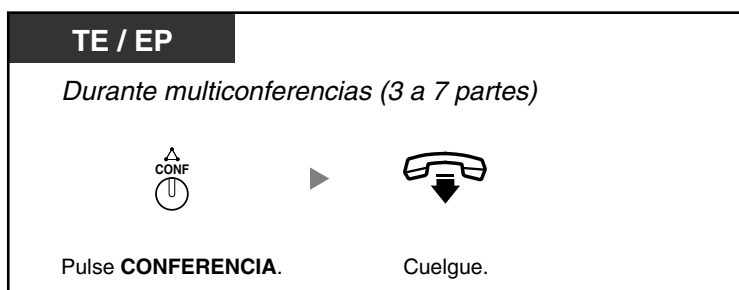 TE / EP
Durante multiconferencias (3 a 7 partes)
CONF
Pulse CONFERENCIA.
Cuelgue.